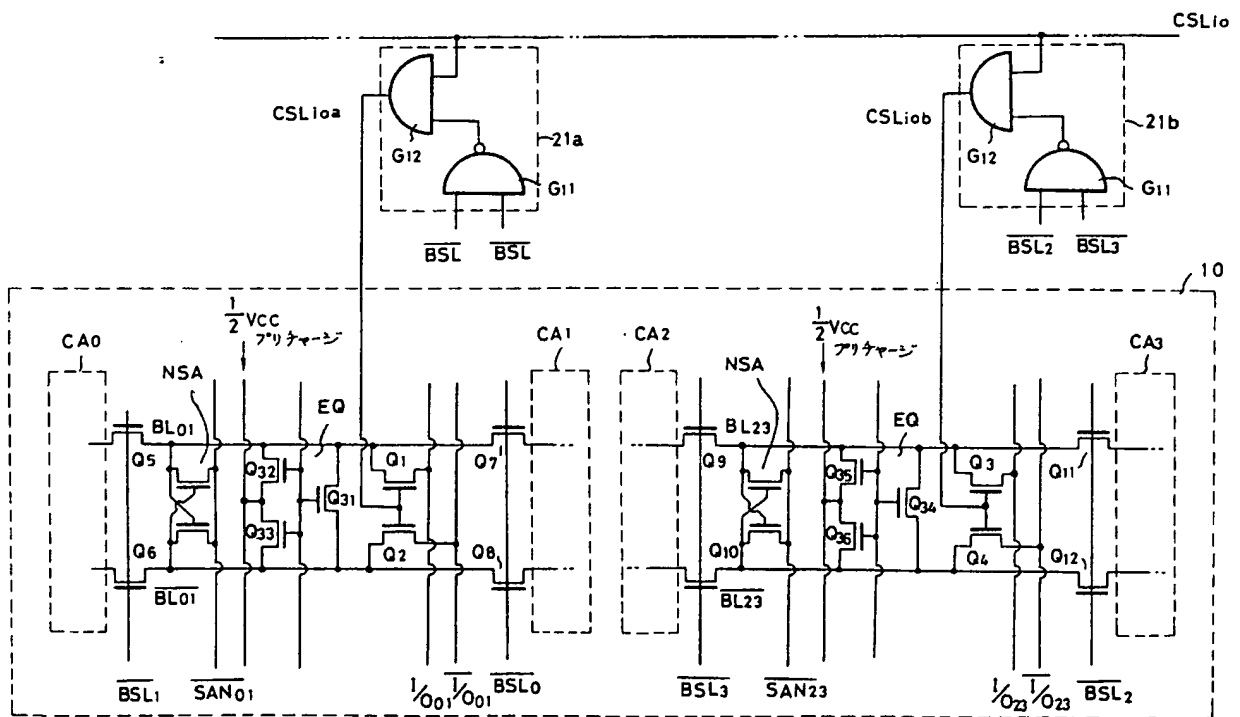 CSLio
CSLioa
G12
21a
G11
BSL
BSL
CSLiob
G12
21b
G11
BSL2
BSL3
10
CA0
1/2 VCC
プリチャージ
NSA
EQ
CA1
CA2
1/2 VCC
プリチャージ
NSA
EQ
CA3
BL01
Q5
Q32
Q31
Q33
Q1
Q7
Q6
Q2
Q8
BL01
BL23
Q9
Q35
Q34
Q36
Q3
Q11
Q10
Q4
Q12
BL23
BSL1
SAN01
I/O01
I/O01
BSL0
BSL3
SAN23
I/O23
I/O23
BSL2